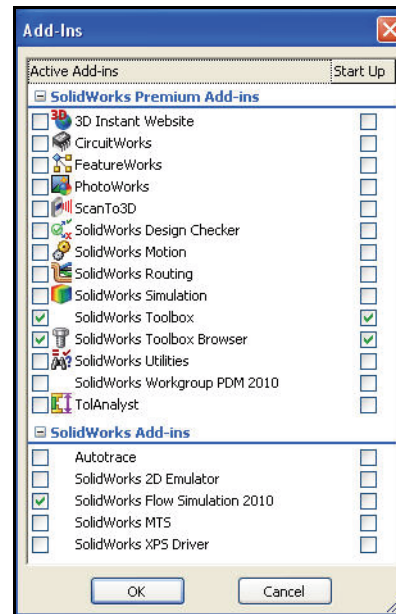 Add-Ins
Active Add-ins Start Up
SolidWorks Premium Add-ins
3D Instant Website
CircuitWorks
FeatureWorks
PhotoWorks
ScanTo3D
SolidWorks Design Checker
SolidWorks Motion
SolidWorks Routing
SolidWorks Simulation
SolidWorks Toolbox
SolidWorks Toolbox Browser
SolidWorks Utilities
SolidWorks Workgroup PDM 2010
TolAnalyst
SolidWorks Add-ins
Autotrace
SolidWorks 2D Emulator
SolidWorks Flow Simulation 2010
SolidWorks MTS
SolidWorks XPS Driver
OK Cancel